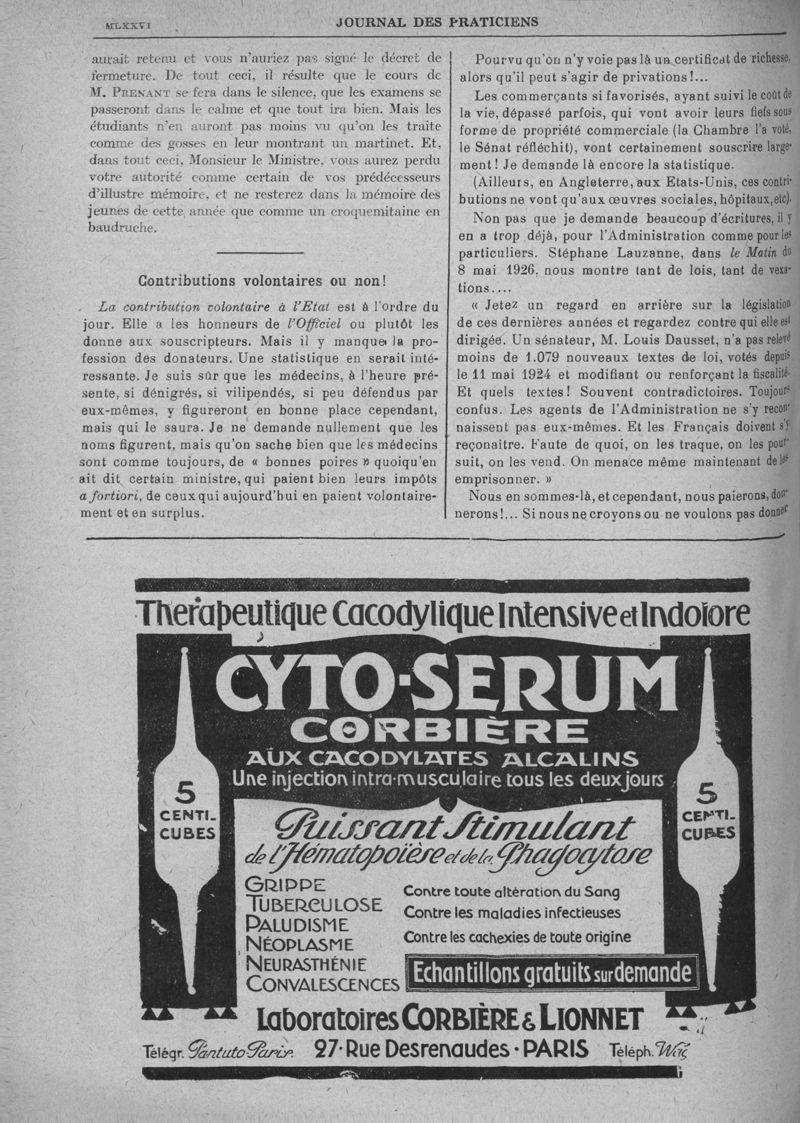 MLXXVI
JOURNAL DES PRATICIENS
aurait retenu et vous n'auriez pas signé le décret de
fermeture. De tout ceci, il résulte que le cours de
M. PRENANT se fera dans le silence, que les examens se
passeront dans le calme et que tout ira bien. Mais les
étudiants n'en auront pas moins vu qu'on les traite
comme des gosses en leur montrant un martinet. Et,
dans tout ceci, Monsieur le Ministre, vous aurez perdu
votre autorité comme certain de vos prédécesseurs
d'illustre mémoire, et ne resterez dans la mémoire des
jeunes de cette année que comme un croquemitaine en
baudruche.
Contributions volontaires ou non!
La contribution volontaire à l'Etat est à l'ordre du
jour. Elle a les honneurs de l'Officiel ou plutôt les
donne aux souscripteurs. Mais il y manque la pro-
fession des donateurs. Une statistique en serait inté-
ressante. Je suis sûr que les médecins, à l'heure pré-
sente, si dénigrés, si vilipendés, si peu défendus par
eux-mêmes, y figureront en bonne place cependant,
mais qui le saura. Je ne demande nullement que les
noms figurent, mais qu'on sache bien que les médecins
sont comme toujours, de « bonnes poires » quoiqu'en
ait dit certain ministre, qui paient bien leurs impôts
a fortiori, de ceux qui aujourd'hui en paient volontaire-
ment et en surplus.
Pourvu qu'on n'y voie pas là un certificat de richesse,
alors qu'il peut s'agir de privations!...
Les commerçants si favorisés, ayant suivi le coût de
la vie, dépassé parfois, qui vont avoir leurs fiefs sous
forme de propriété commerciale (la Chambre l'a voté,
le Sénat réfléchit), vont certainement souscrire large-
ment! Je demande là encore la statistique.
(Ailleurs, en Angleterre, aux Etats-Unis, ces contri-
butions ne vont qu'aux œuvres sociales, hôpitaux, etc).
Non pas que je demande beaucoup d'écritures, il y
en a trop déjà, pour l'Administration comme pour les
particuliers. Stéphane Lauzanne, dans le Matin du
8 mai 1926, nous montre tant de lois, tant de vexa-
tions....
« Jetez un regard en arrière sur la législation
de ces dernières années et regardez contre qui elle est
dirigée. Un sénateur, M. Louis Dausset, n'a pas relevé
moins de 1.079 nouveaux textes de loi, votés depuis
le 11 mai 1924 et modifiant ou renforçant la fiscalité.
Et quels textes! Souvent contradictoires. Toujours
confus. Les agents de l'Administration ne s'y recon-
naissent pas eux-mêmes. Et les Français doivent s'y
reconaître. Faute de quoi, on les traque, on les pour-
suit, on les vend. On menace même maintenant de les
emprisonner. »
Nous en sommes-là, et cependant, nous paierons, don-
nerons!... Si nous ne croyons ou ne voulons pas donner
Thérapeutique Cacodylique Intensive et Indolore
CYTO-SERUM
CORBIÈRE
AUX CACODYLATES ALCALINS
Une injection intra-musculaire tous les deux jours
5
CENTI-
CUBES
5
CENTI-
CUBES
Puissant Stimulant
de l'Hématopoïèse et de la Phagocytose
GRIPPE
TUBERCULOSE
PALUDISME
NÉOPLASME
NEURASTHÉNIE
CONVALESCENCES
Contre toute altération du Sang
Contre les maladies infectieuses
Contre les cachexies de toute origine
Echantillons gratuits sur demande
Laboratoires CORBIÈRE & LIONNET
Télégr. Pantuto Paris. 27·Rue Desrenaudes·PARIS Téléph. Wag